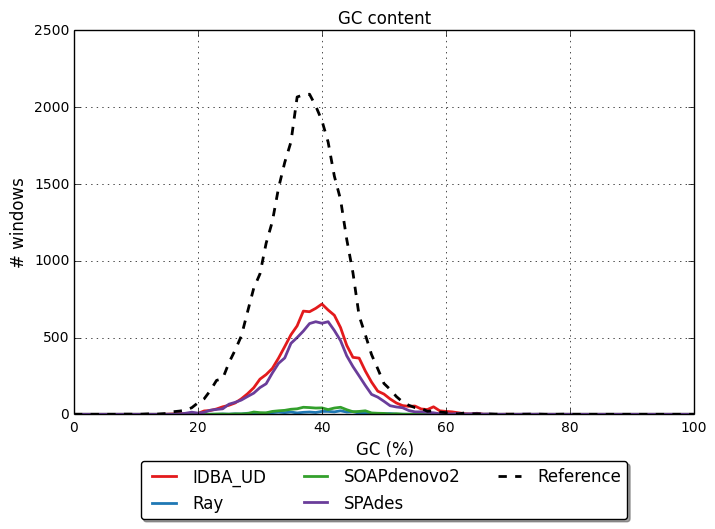 GC content
2500
2000
1500
1000
500
0
# windows
0 20 40 60 80 100
GC (%)
IDBA_UD SOAPdenovo2 Reference
Ray SPAdes